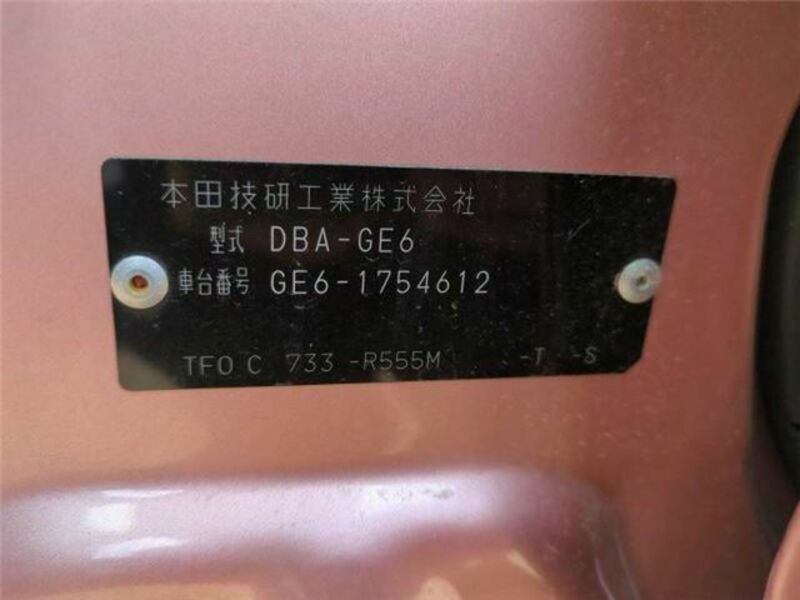 本田技研工業株式会社
型式 DBA-GE6
車台番号 GE6-1754612
TFO C 733 -R555M -T -S